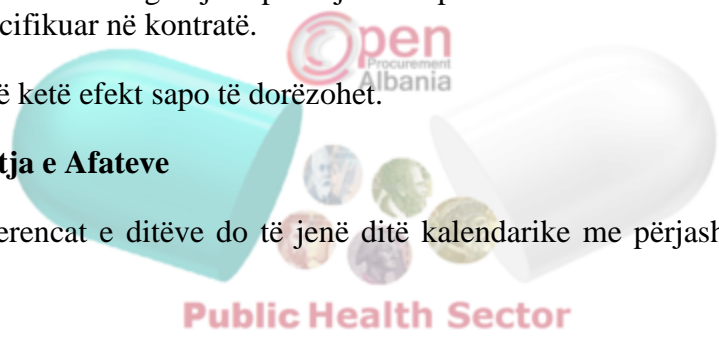 cifikuar në kontratë.
Open
Procurement
Albania
ë ketë efekt sapo të dorëzohet.
tja e Afateve
erencat e ditëve do të jenë ditë kalendarike me përjash
Public Health Sector